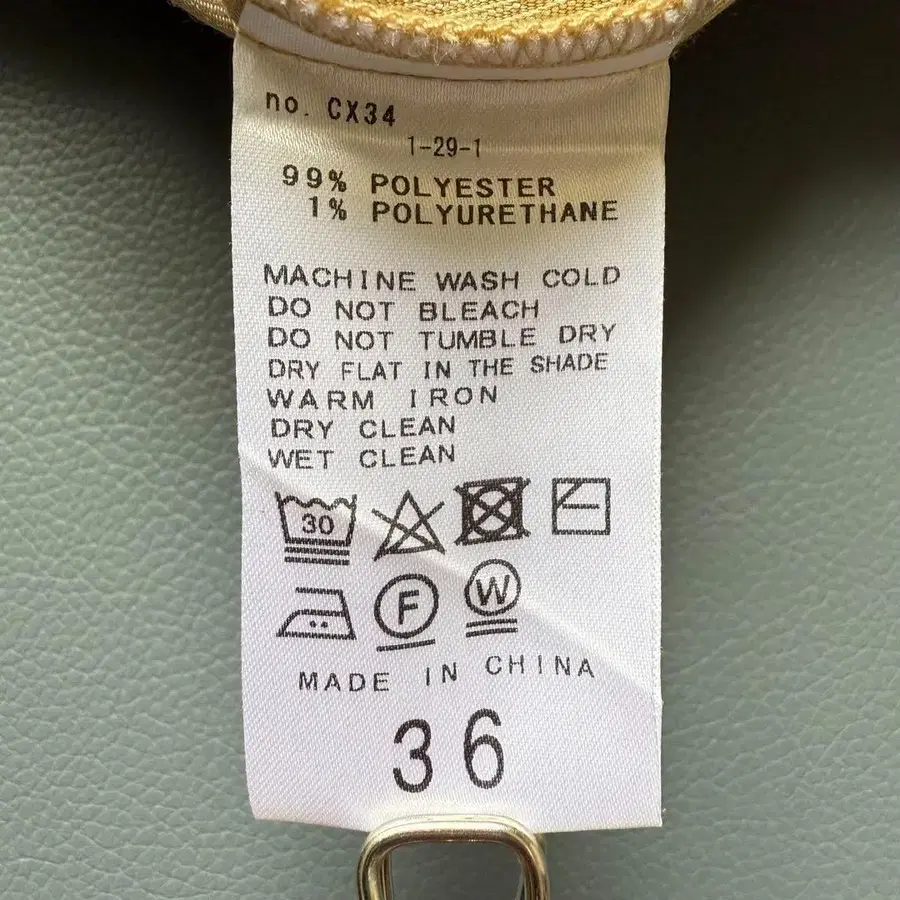 no. CX34
1-29-1
99% POLYESTER
1% POLYURETHANE
MACHINE WASH COLD
DO NOT BLEACH
DO NOT TUMBLE DRY
DRY FLAT IN THE SHADE
WARM IRON
DRY CLEAN
WET CLEAN
30
F W
MADE IN CHINA
36